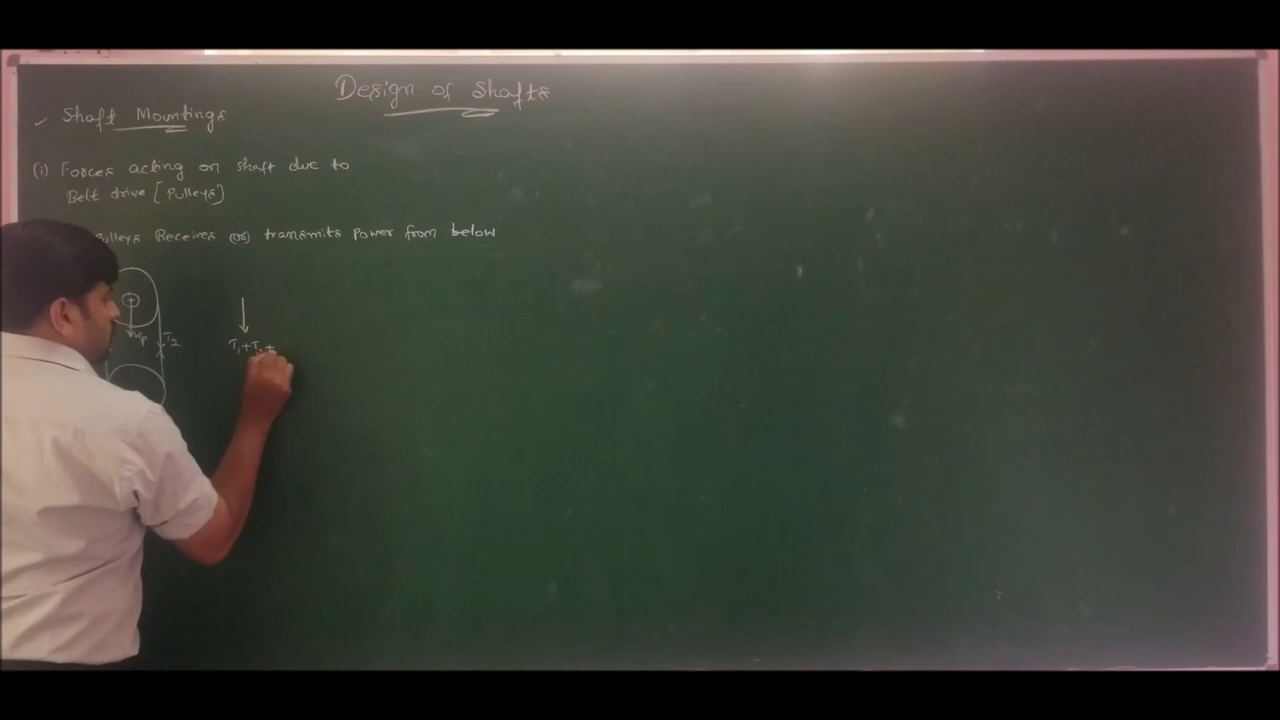 Design of Shafts
✓ Shaft Mountings
(i) Forces acting on shaft due to
Belt drive [Pulleys]
Pulleys Receives (or) transmits Power from below
Wp
T2
T1+T2+